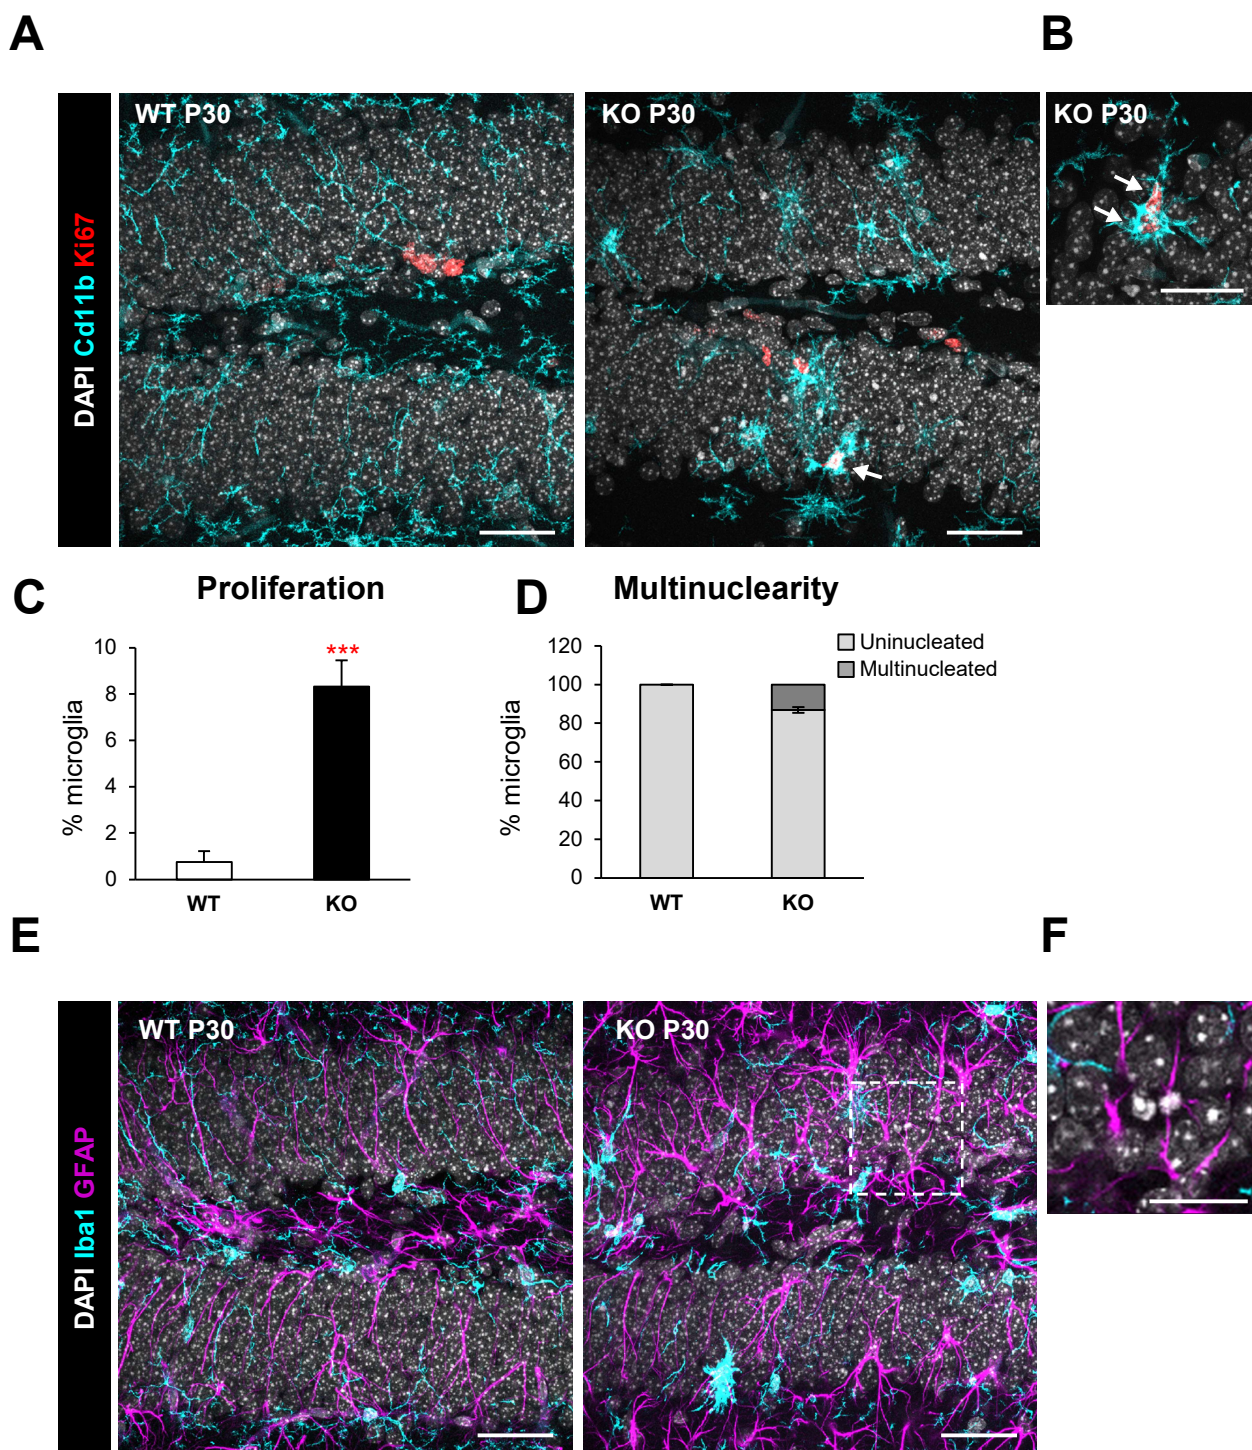 A
B
DAPI Cd11b Ki67
WT P30
KO P30
KO P30
C
Proliferation
% microglia
10
8
6
4
2
0
***
WT
KO
D
Multinuclearity
% microglia
120
100
80
60
40
20
0
Uninucleated
Multinucleated
WT
KO
E
F
DAPI Iba1 GFAP
WT P30
KO P30